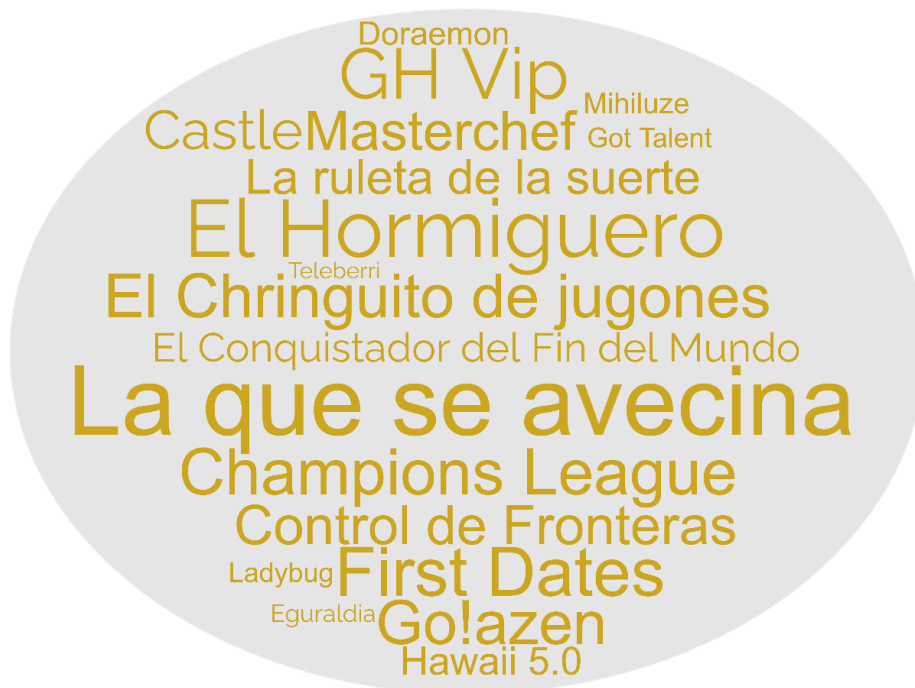 Doraemon
GH Vip
Mihiluze
Castle
Masterchef
Got Talent
La ruleta de la suerte
El Hormiguero
Teleberri
El Chringuito de jugones
El Conquistador del Fin del Mundo
La que se avecina
Champions League
Control de Fronteras
First Dates
Ladybug
Eguraldia
Go!azen
Hawaii 5.0